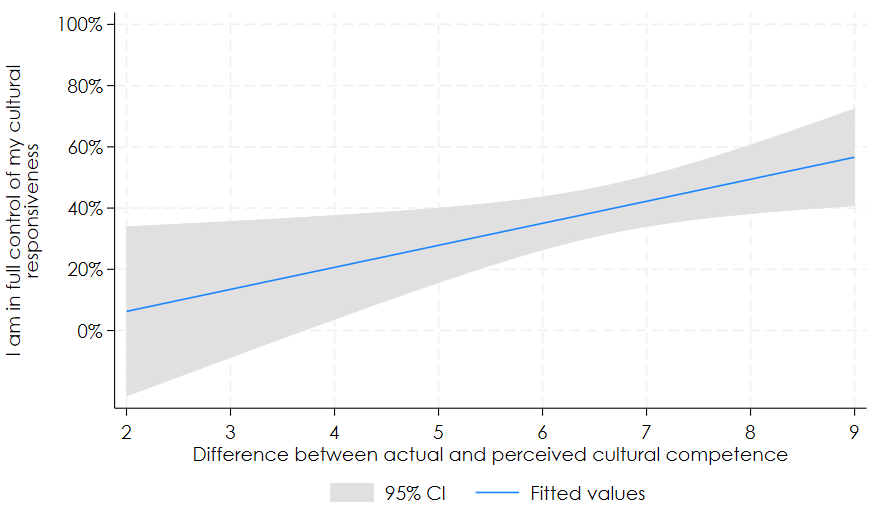 I am in full control of my cultural
responsiveness
100%
80%
60%
40%
20%
0%
2 3 4 5 6 7 8 9
Difference between actual and perceived cultural competence
95% CI Fitted values